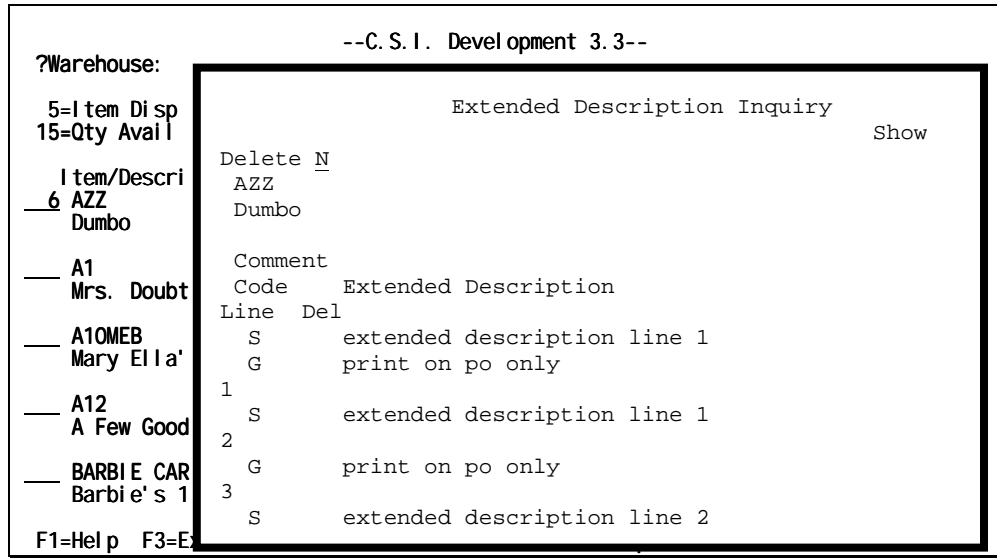 --C.S.I. Development 3.3--
?Warehouse:
5=Item Disp
15=Qty Avail
Item/Descri
6 AZZ
Dumbo
A1
Mrs. Doubt
A10MEB
Mary Ella'
A12
A Few Good
BARBIE CAR
Barbie's 1
F1=Help F3=Ex
Extended Description Inquiry
Show
Delete N
AZZ
Dumbo
Comment
Code Extended Description
Line Del
S extended description line 1
G print on po only
1
S extended description line 1
2
G print on po only
3
S extended description line 2